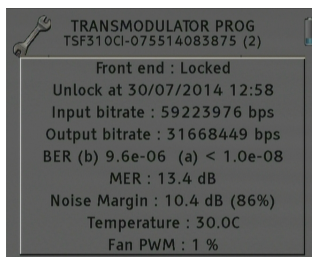 TRANSMODULATOR PROG
TSF310CI-075514083875 (2)
Front end : Locked
Unlock at 30/07/2014 12:58
Input bitrate : 59223976 bps
Output bitrate : 31668449 bps
BER (b) 9.6e-06 (a) < 1.0e-08
MER : 13.4 dB
Noise Margin : 10.4 dB (86%)
Temperature : 30.0C
Fan PWM : 1 %